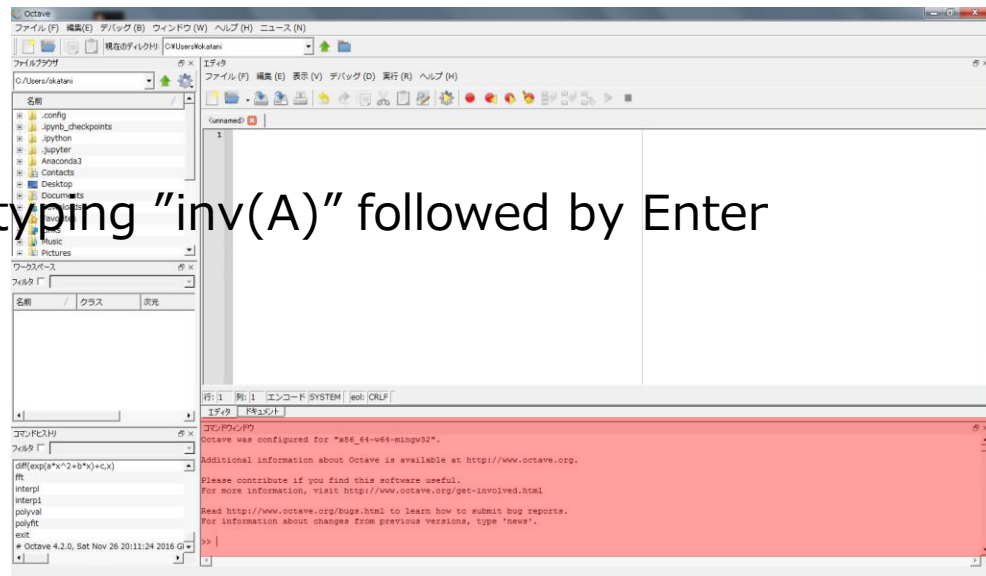 Octave
ファイル(F) 編集(E) デバッグ(B) ウィンドウ(W) ヘルプ(H) ニュース(N)
現在のディレクトリ: C:¥Users¥okatani
ファイルブラウザ
C:/Users/okatani
名前
.config
.ipynb_checkpoints
.ipython
.jupyter
Anaconda3
Contacts
Desktop
Documents
Music
Pictures
typing "inv(A)" followed by Enter
ワークスペース
フィルタ
名前 クラス 次元
コマンドヒストリ
フィルタ
diff(exp(a*x^2+b*x)+c,x)
fft
interpl
interp1
polyval
polyfit
exit
# Octave 4.2.0, Sat Nov 26 20:11:24 2016 G
エディタ
ファイル(F) 編集(E) 表示(V) デバッグ(D) 実行(R) ヘルプ(H)
<unnamed>
1
行: 1 列: 1 エンコード SYSTEM eol: CRLF
エディタ ドキュメント
コマンドウィンドウ
Octave was configured for "x86_64-w64-mingw32".
Additional information about Octave is available at http://www.octave.org.
Please contribute if you find this software useful.
For more information, visit http://www.octave.org/get-involved.html
Read http://www.octave.org/bugs.html to learn how to submit bug reports.
For information about changes from previous versions, type 'news'.
>>